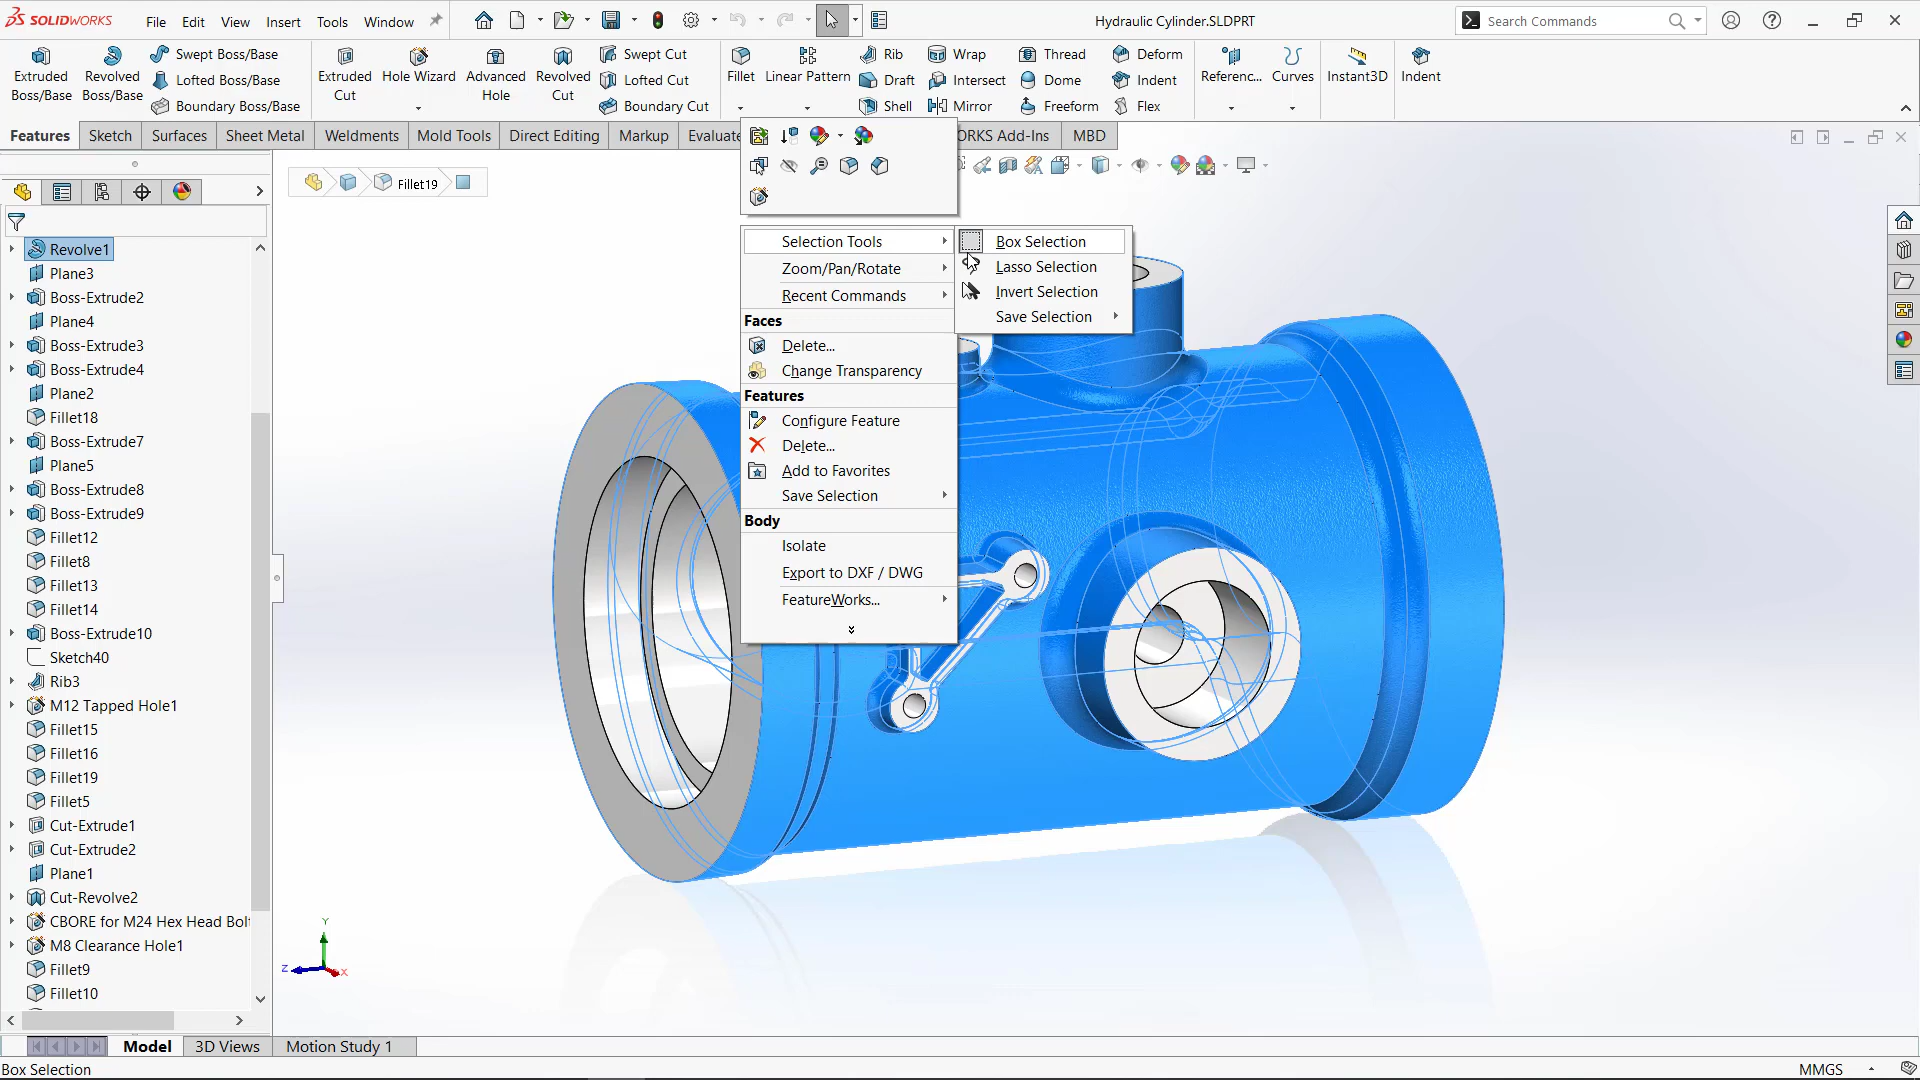 SOLIDWORKS File Edit View Insert Tools Window Hydraulic Cylinder.SLDPRT Search Commands
Extruded Boss/Base
Revolved Boss/Base
Swept Boss/Base
Lofted Boss/Base
Boundary Boss/Base
Extruded Cut
Hole Wizard
Advanced Hole
Revolved Cut
Swept Cut
Lofted Cut
Boundary Cut
Fillet
Linear Pattern
Rib
Draft
Shell
Wrap
Intersect
Mirror
Thread
Dome
Freeform
Deform
Indent
Flex
Referenc...
Curves
Instant3D
Indent
Features Sketch Surfaces Sheet Metal Weldments Mold Tools Direct Editing Markup Evaluate ORKS Add-Ins MBD
Fillet19
Revolve1
Plane3
Boss-Extrude2
Plane4
Boss-Extrude3
Boss-Extrude4
Plane2
Fillet18
Boss-Extrude7
Plane5
Boss-Extrude8
Boss-Extrude9
Fillet12
Fillet8
Fillet13
Fillet14
Boss-Extrude10
Sketch40
Rib3
M12 Tapped Hole1
Fillet15
Fillet16
Fillet19
Fillet5
Cut-Extrude1
Cut-Extrude2
Plane1
Cut-Revolve2
CBORE for M24 Hex Head Bolt
M8 Clearance Hole1
Fillet9
Fillet10
Selection Tools
Zoom/Pan/Rotate
Recent Commands
Faces
Delete...
Change Transparency
Features
Configure Feature
Delete...
Add to Favorites
Save Selection
Body
Isolate
Export to DXF / DWG
FeatureWorks...
Box Selection
Lasso Selection
Invert Selection
Save Selection
Y
Z
X
Model 3D Views Motion Study 1
Box Selection MMGS